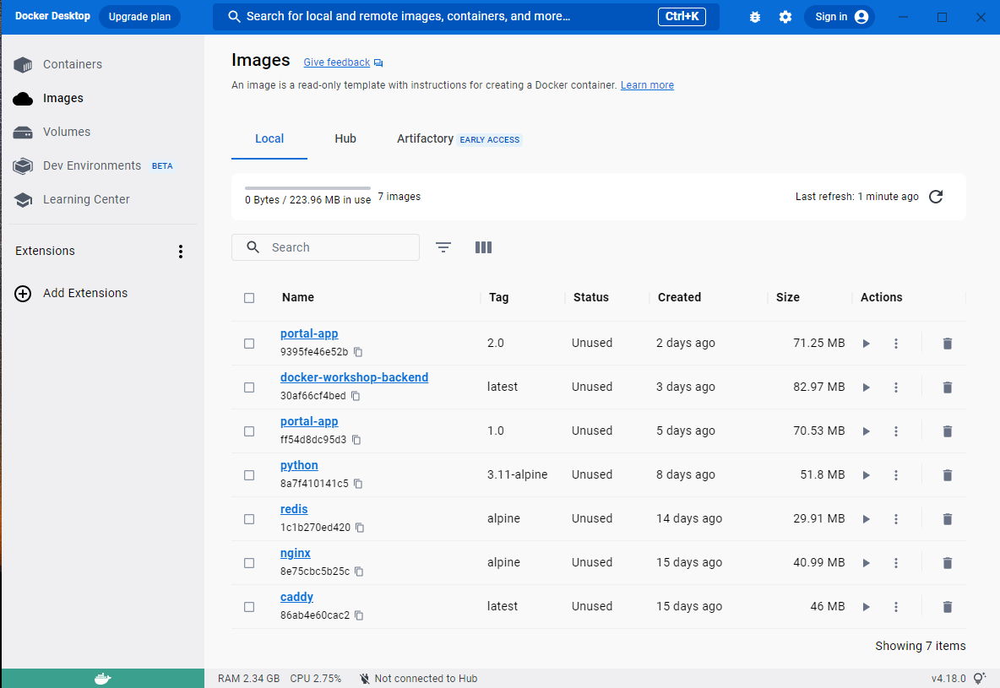 Docker Desktop Upgrade plan Search for local and remote images, containers, and more... Ctrl+K Sign in
Containers
Images
Volumes
Dev Environments BETA
Learning Center
Extensions
Add Extensions
Images Give feedback
An image is a read-only template with instructions for creating a Docker container. Learn more
Local Hub Artifactory EARLY ACCESS
0 Bytes / 223.96 MB in use 7 images Last refresh: 1 minute ago
Search
Name Tag Status Created Size Actions
portal-app
9395fe46e52b 2.0 Unused 2 days ago 71.25 MB
docker-workshop-backend
30af66cf4bed latest Unused 3 days ago 82.97 MB
portal-app
ff54d8dc95d3 1.0 Unused 5 days ago 70.53 MB
python
8a7f410141c5 3.11-alpine Unused 8 days ago 51.8 MB
redis
1c1b270ed420 alpine Unused 14 days ago 29.91 MB
nginx
8e75cbc5b25c alpine Unused 15 days ago 40.99 MB
caddy
86ab4e60cac2 latest Unused 15 days ago 46 MB
Showing 7 items
RAM 2.34 GB CPU 2.75% Not connected to Hub v4.18.0